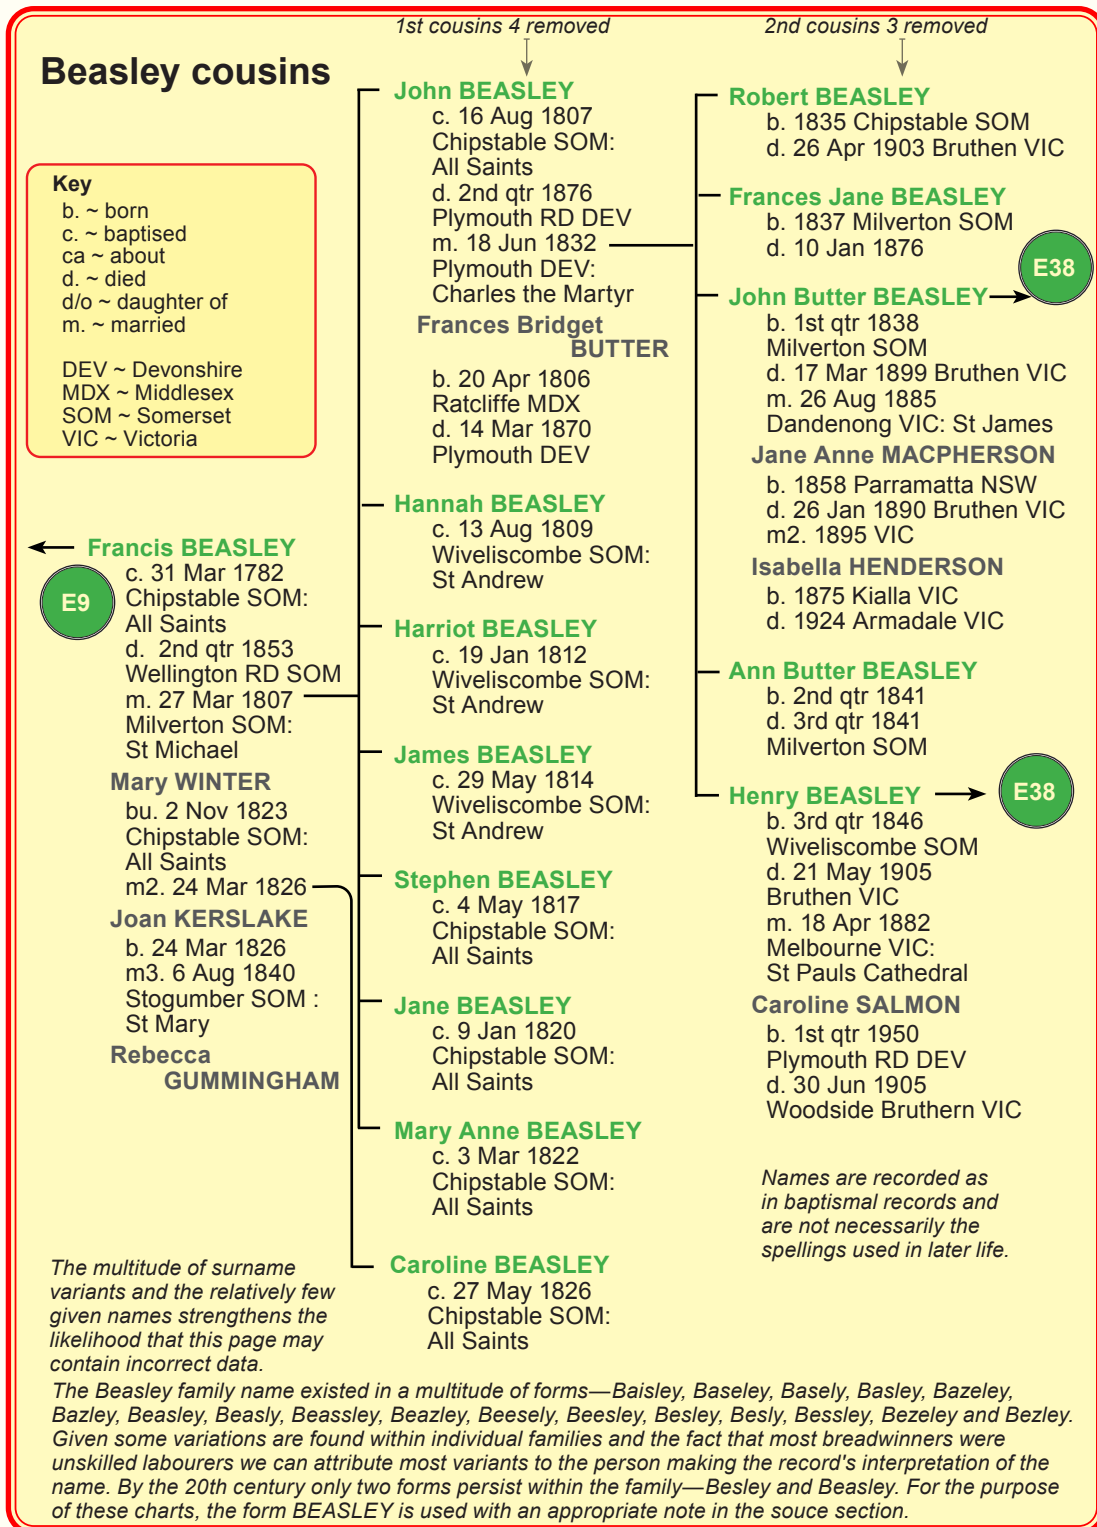 1st cousins 4 removed
2nd cousins 3 removed
Beasley cousins
Key
b. ~ born
c. ~ baptised
ca ~ about
d. ~ died
d/o ~ daughter of
m. ~ married
DEV ~ Devonshire
MDX ~ Middlesex
SOM ~ Somerset
VIC ~ Victoria
Francis BEASLEY
E9
c. 31 Mar 1782
Chipstable SOM:
All Saints
d.  2nd qtr 1853
Wellington RD SOM
m. 27 Mar 1807
Milverton SOM:
St Michael
Mary WINTER
bu. 2 Nov 1823
Chipstable SOM:
All Saints
m2. 24 Mar 1826
Joan KERSLAKE
b. 24 Mar 1826
m3. 6 Aug 1840
Stogumber SOM :
St Mary
Rebecca
GUMMINGHAM
John BEASLEY
c. 16 Aug 1807
Chipstable SOM:
All Saints
d. 2nd qtr 1876
Plymouth RD DEV
m. 18 Jun 1832
Plymouth DEV:
Charles the Martyr
Frances Bridget
BUTTER
b. 20 Apr 1806
Ratcliffe MDX
d. 14 Mar 1870
Plymouth DEV
Hannah BEASLEY
c. 13 Aug 1809
Wiveliscombe SOM:
St Andrew
Harriot BEASLEY
c. 19 Jan 1812
Wiveliscombe SOM:
St Andrew
James BEASLEY
c. 29 May 1814
Wiveliscombe SOM:
St Andrew
Stephen BEASLEY
c. 4 May 1817
Chipstable SOM:
All Saints
Jane BEASLEY
c. 9 Jan 1820
Chipstable SOM:
All Saints
Mary Anne BEASLEY
c. 3 Mar 1822
Chipstable SOM:
All Saints
Caroline BEASLEY
c. 27 May 1826
Chipstable SOM:
All Saints
Robert BEASLEY
b. 1835 Chipstable SOM
d. 26 Apr 1903 Bruthen VIC
Frances Jane BEASLEY
b. 1837 Milverton SOM
d. 10 Jan 1876
E38
John Butter BEASLEY
b. 1st qtr 1838
Milverton SOM
d. 17 Mar 1899 Bruthen VIC
m. 26 Aug 1885
Dandenong VIC: St James
Jane Anne MACPHERSON
b. 1858 Parramatta NSW
d. 26 Jan 1890 Bruthen VIC
m2. 1895 VIC
Isabella HENDERSON
b. 1875 Kialla VIC
d. 1924 Armadale VIC
Ann Butter BEASLEY
b. 2nd qtr 1841
d. 3rd qtr 1841
Milverton SOM
Henry BEASLEY
E38
b. 3rd qtr 1846
Wiveliscombe SOM
d. 21 May 1905
Bruthen VIC
m. 18 Apr 1882
Melbourne VIC:
St Pauls Cathedral
Caroline SALMON
b. 1st qtr 1950
Plymouth RD DEV
d. 30 Jun 1905
Woodside Bruthern VIC
Names are recorded as
in baptismal records and
are not necessarily the
spellings used in later life.
The multitude of surname
variants and the relatively few
given names strengthens the
likelihood that this page may
contain incorrect data.
The Beasley family name existed in a multitude of forms—Baisley, Baseley, Basely, Basley, Bazeley,
Bazley, Beasley, Beasly, Beassley, Beazley, Beesely, Beesley, Besley, Besly, Bessley, Bezeley and Bezley.
Given some variations are found within individual families and the fact that most breadwinners were
unskilled labourers we can attribute most variants to the person making the record's interpretation of the
name. By the 20th century only two forms persist within the family—Besley and Beasley. For the purpose
of these charts, the form BEASLEY is used with an appropriate note in the souce section.